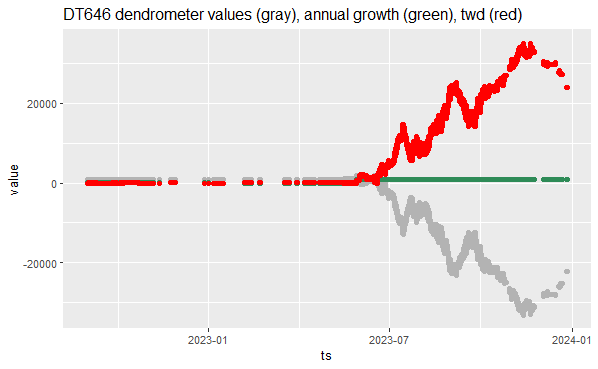 DT646 dendrometer values (gray), annual growth (green), twd (red)
20000
0
-20000
value
2023-01
2023-07
2024-01
ts